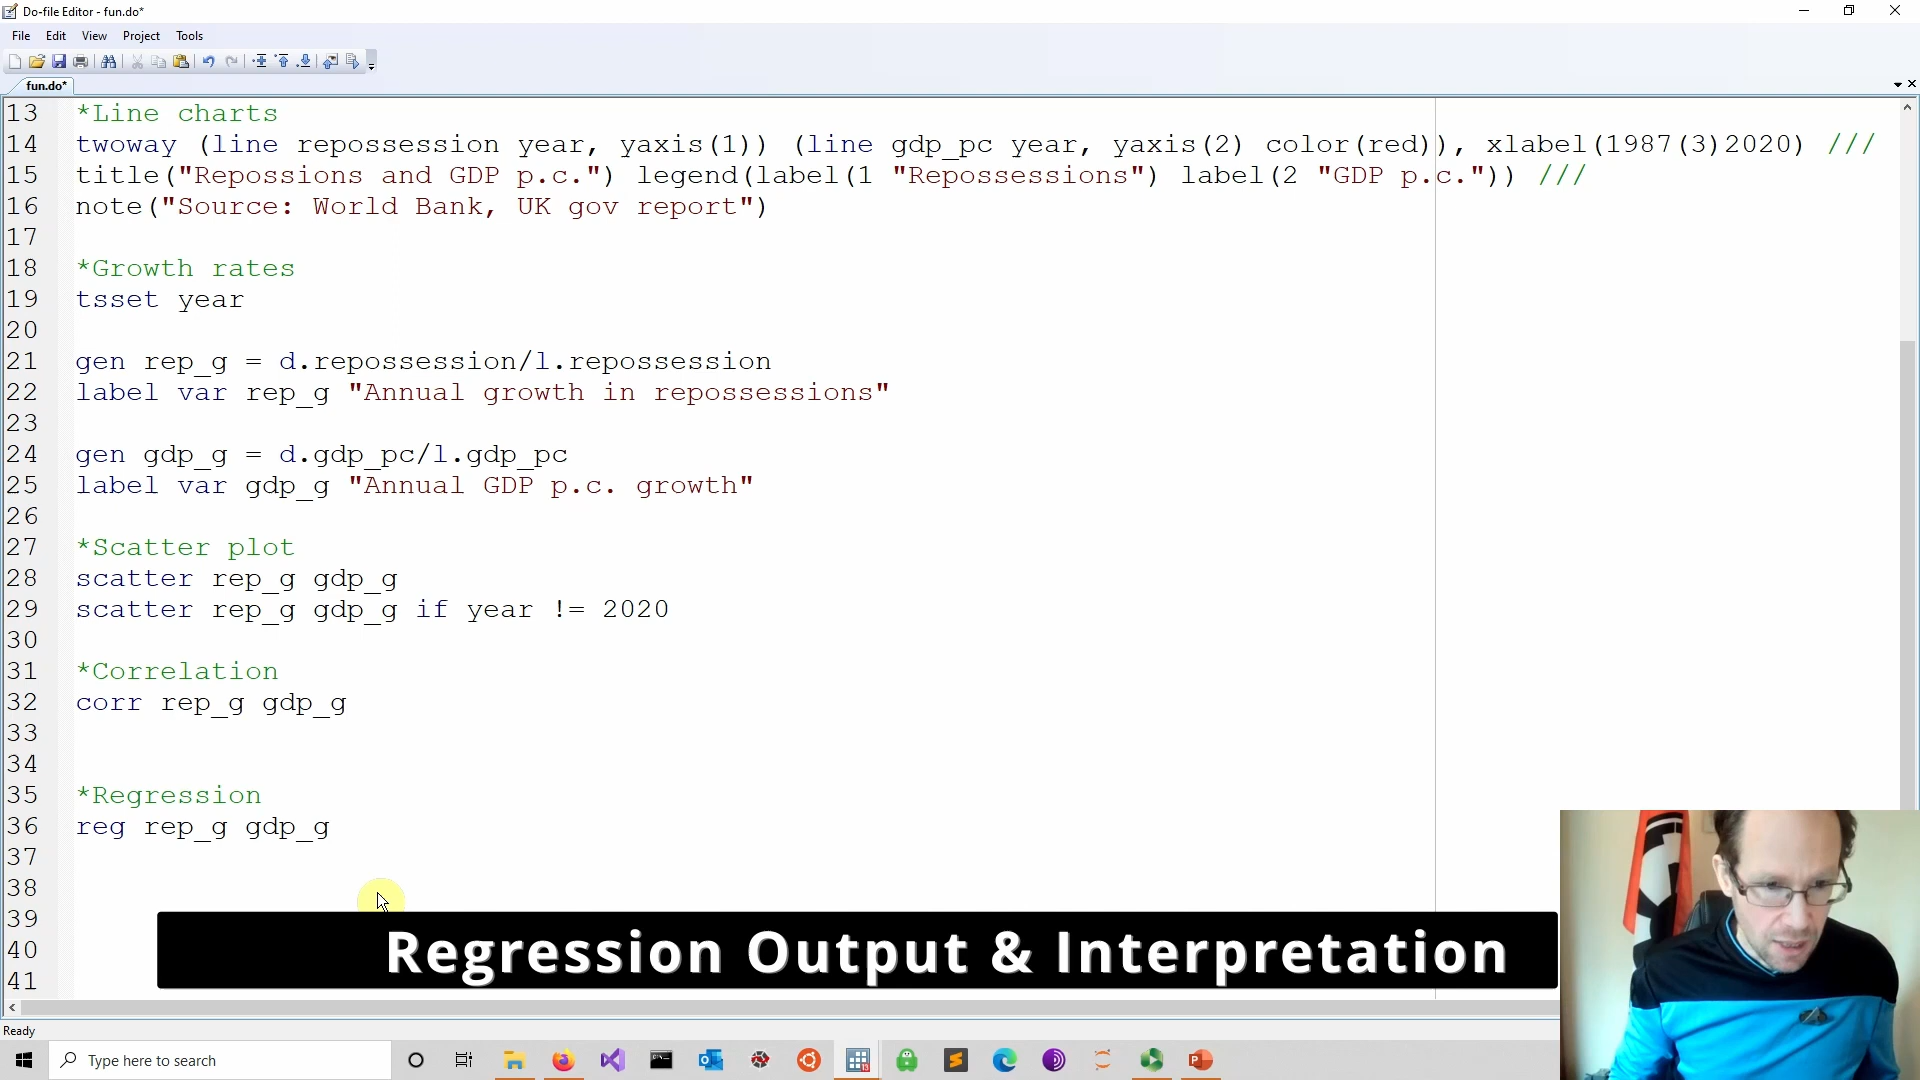 Do-file Editor - fun.do*
File Edit View Project Tools
fun.do*
13 *Line charts
14 twoway (line repossession year, yaxis(1)) (line gdp_pc year, yaxis(2) color(red)), xlabel(1987(3)2020) ///
15 title("Repossions and GDP p.c.") legend(label(1 "Repossessions") label(2 "GDP p.c.")) ///
16 note("Source: World Bank, UK gov report")
17
18 *Growth rates
19 tsset year
20
21 gen rep_g = d.repossession/l.repossession
22 label var rep_g "Annual growth in repossessions"
23
24 gen gdp_g = d.gdp_pc/l.gdp_pc
25 label var gdp_g "Annual GDP p.c. growth"
26
27 *Scatter plot
28 scatter rep_g gdp_g
29 scatter rep_g gdp_g if year != 2020
30
31 *Correlation
32 corr rep_g gdp_g
33
34
35 *Regression
36 reg rep_g gdp_g
37
38
39
40
41
Regression Output & Interpretation
Ready
Type here to search